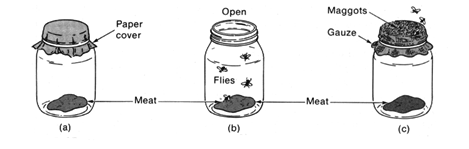 Paper
cover
Open
Maggots
Gauze
Flies
Meat
Meat
(a)
(b)
(c)